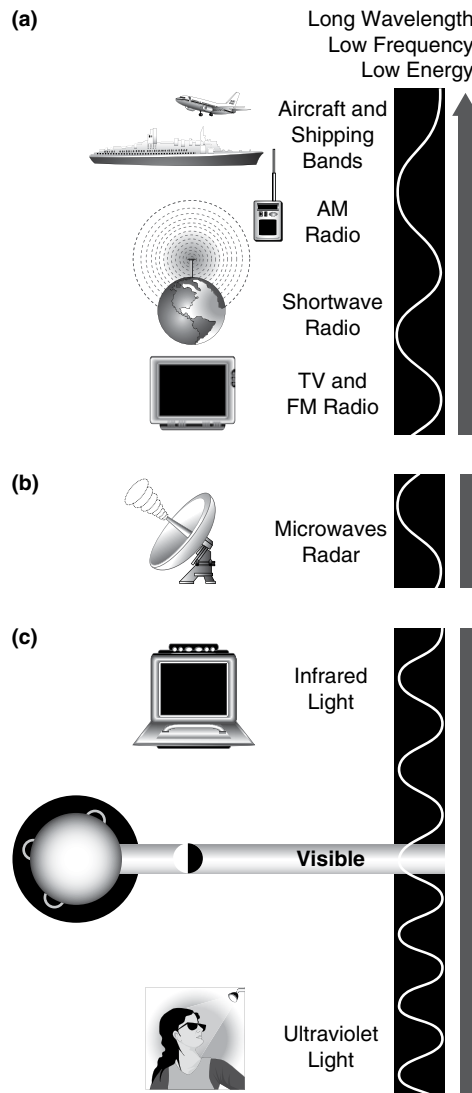 (a)
Long Wavelength
Low Frequency
Low Energy
Aircraft and
Shipping
Bands
AM
Radio
Shortwave
Radio
TV and
FM Radio
(b)
Microwaves
Radar
(c)
Infrared
Light
Visible
Ultraviolet
Light